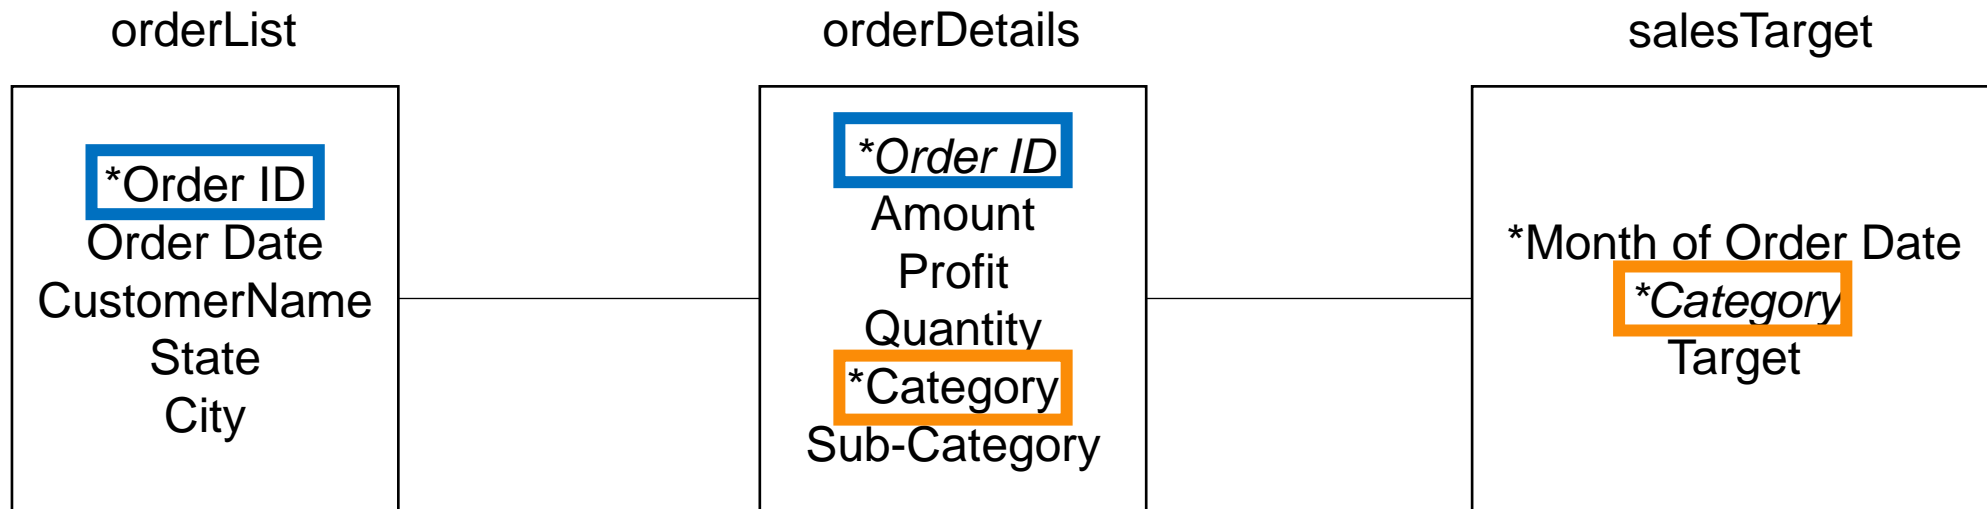 orderList
*Order ID
Order Date
CustomerName
State
City
orderDetails
*Order ID
Amount
Profit
Quantity
*Category
Sub-Category
salesTarget
*Month of Order Date
*Category
Target